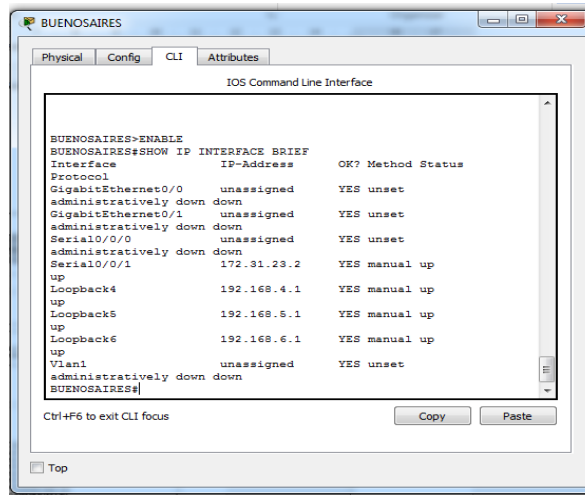 BUENOSAIRES
Physical Config CLI Attributes
IOS Command Line Interface
BUENOSAIRES>ENABLE
BUENOSAIRES#SHOW IP INTERFACE BRIEF
Interface IP-Address OK? Method Status
Protocol
GigabitEthernet0/0 unassigned YES unset
administratively down down
GigabitEthernet0/1 unassigned YES unset
administratively down down
Serial0/0/0 unassigned YES unset
administratively down down
Serial0/0/1 172.31.23.2 YES manual up
up
Loopback4 192.168.4.1 YES manual up
up
Loopback5 192.168.5.1 YES manual up
up
Loopback6 192.168.6.1 YES manual up
up
Vlan1 unassigned YES unset
administratively down down
BUENOSAIRES#
Ctrl+F6 to exit CLI focus Copy Paste
Top